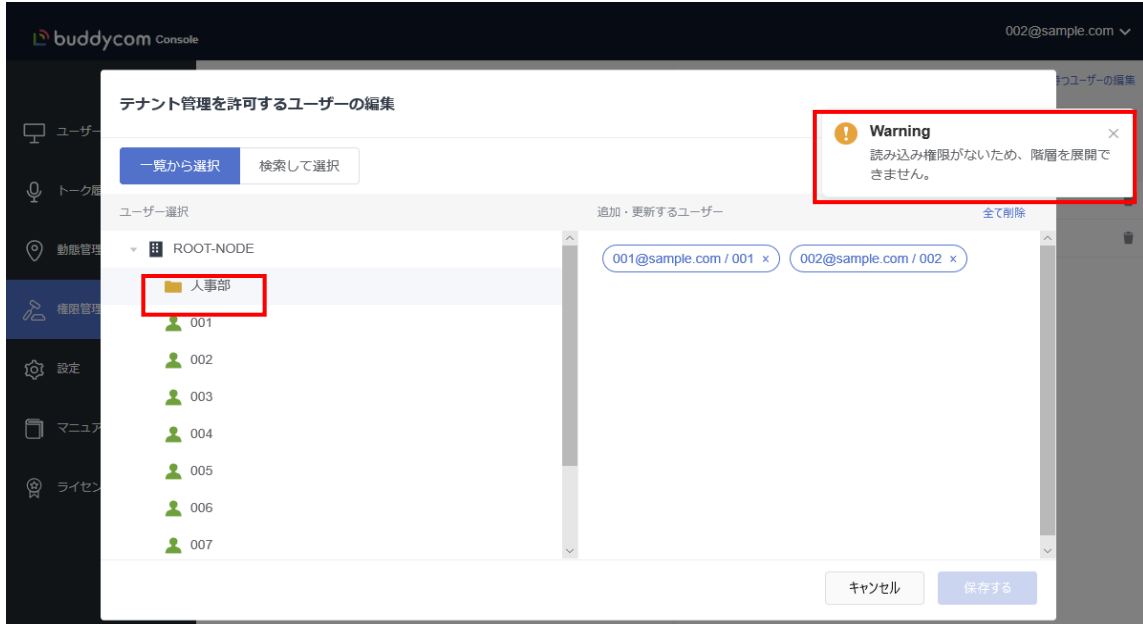 buddycom Console
002@sample.com
つユーザーの編集
テナント管理を許可するユーザーの編集
Warning
読み込み権限がないため、階層を展開で
きません。
一覧から選択
検索して選択
ユーザー選択
追加・更新するユーザー
全て削除
ROOT-NODE
人事部
001
002
003
004
005
006
007
001@sample.com / 001 ×
002@sample.com / 002 ×
ユーザー
トーク履
動態管理
権限管理
設定
マニュア
ライセン
キャンセル
保存する